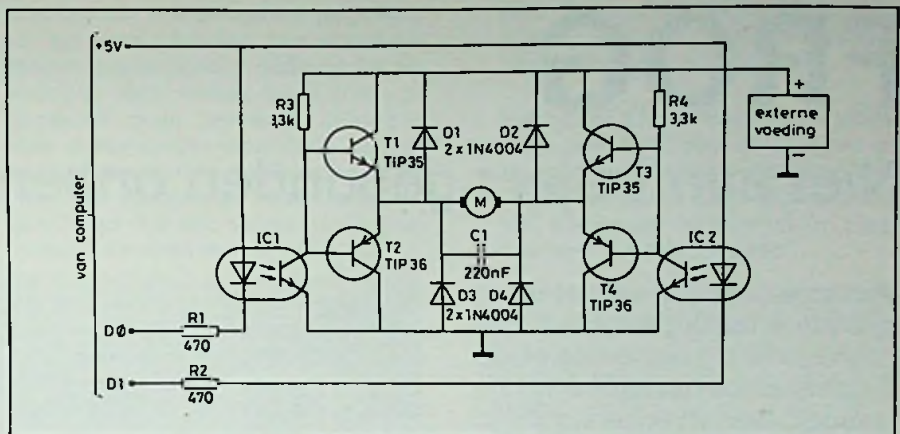 +5V
van computer
R3
3,3k
T1
TIP35
D1
2x1N4004
D2
R4
3,3k
T3
TIP35
+
externe
voeding
−
IC1
T2
TIP36
M
C1
220nF
D3
2x1N4004
D4
T4
TIP36
IC2
DØ
R1
470
D1
R2
470